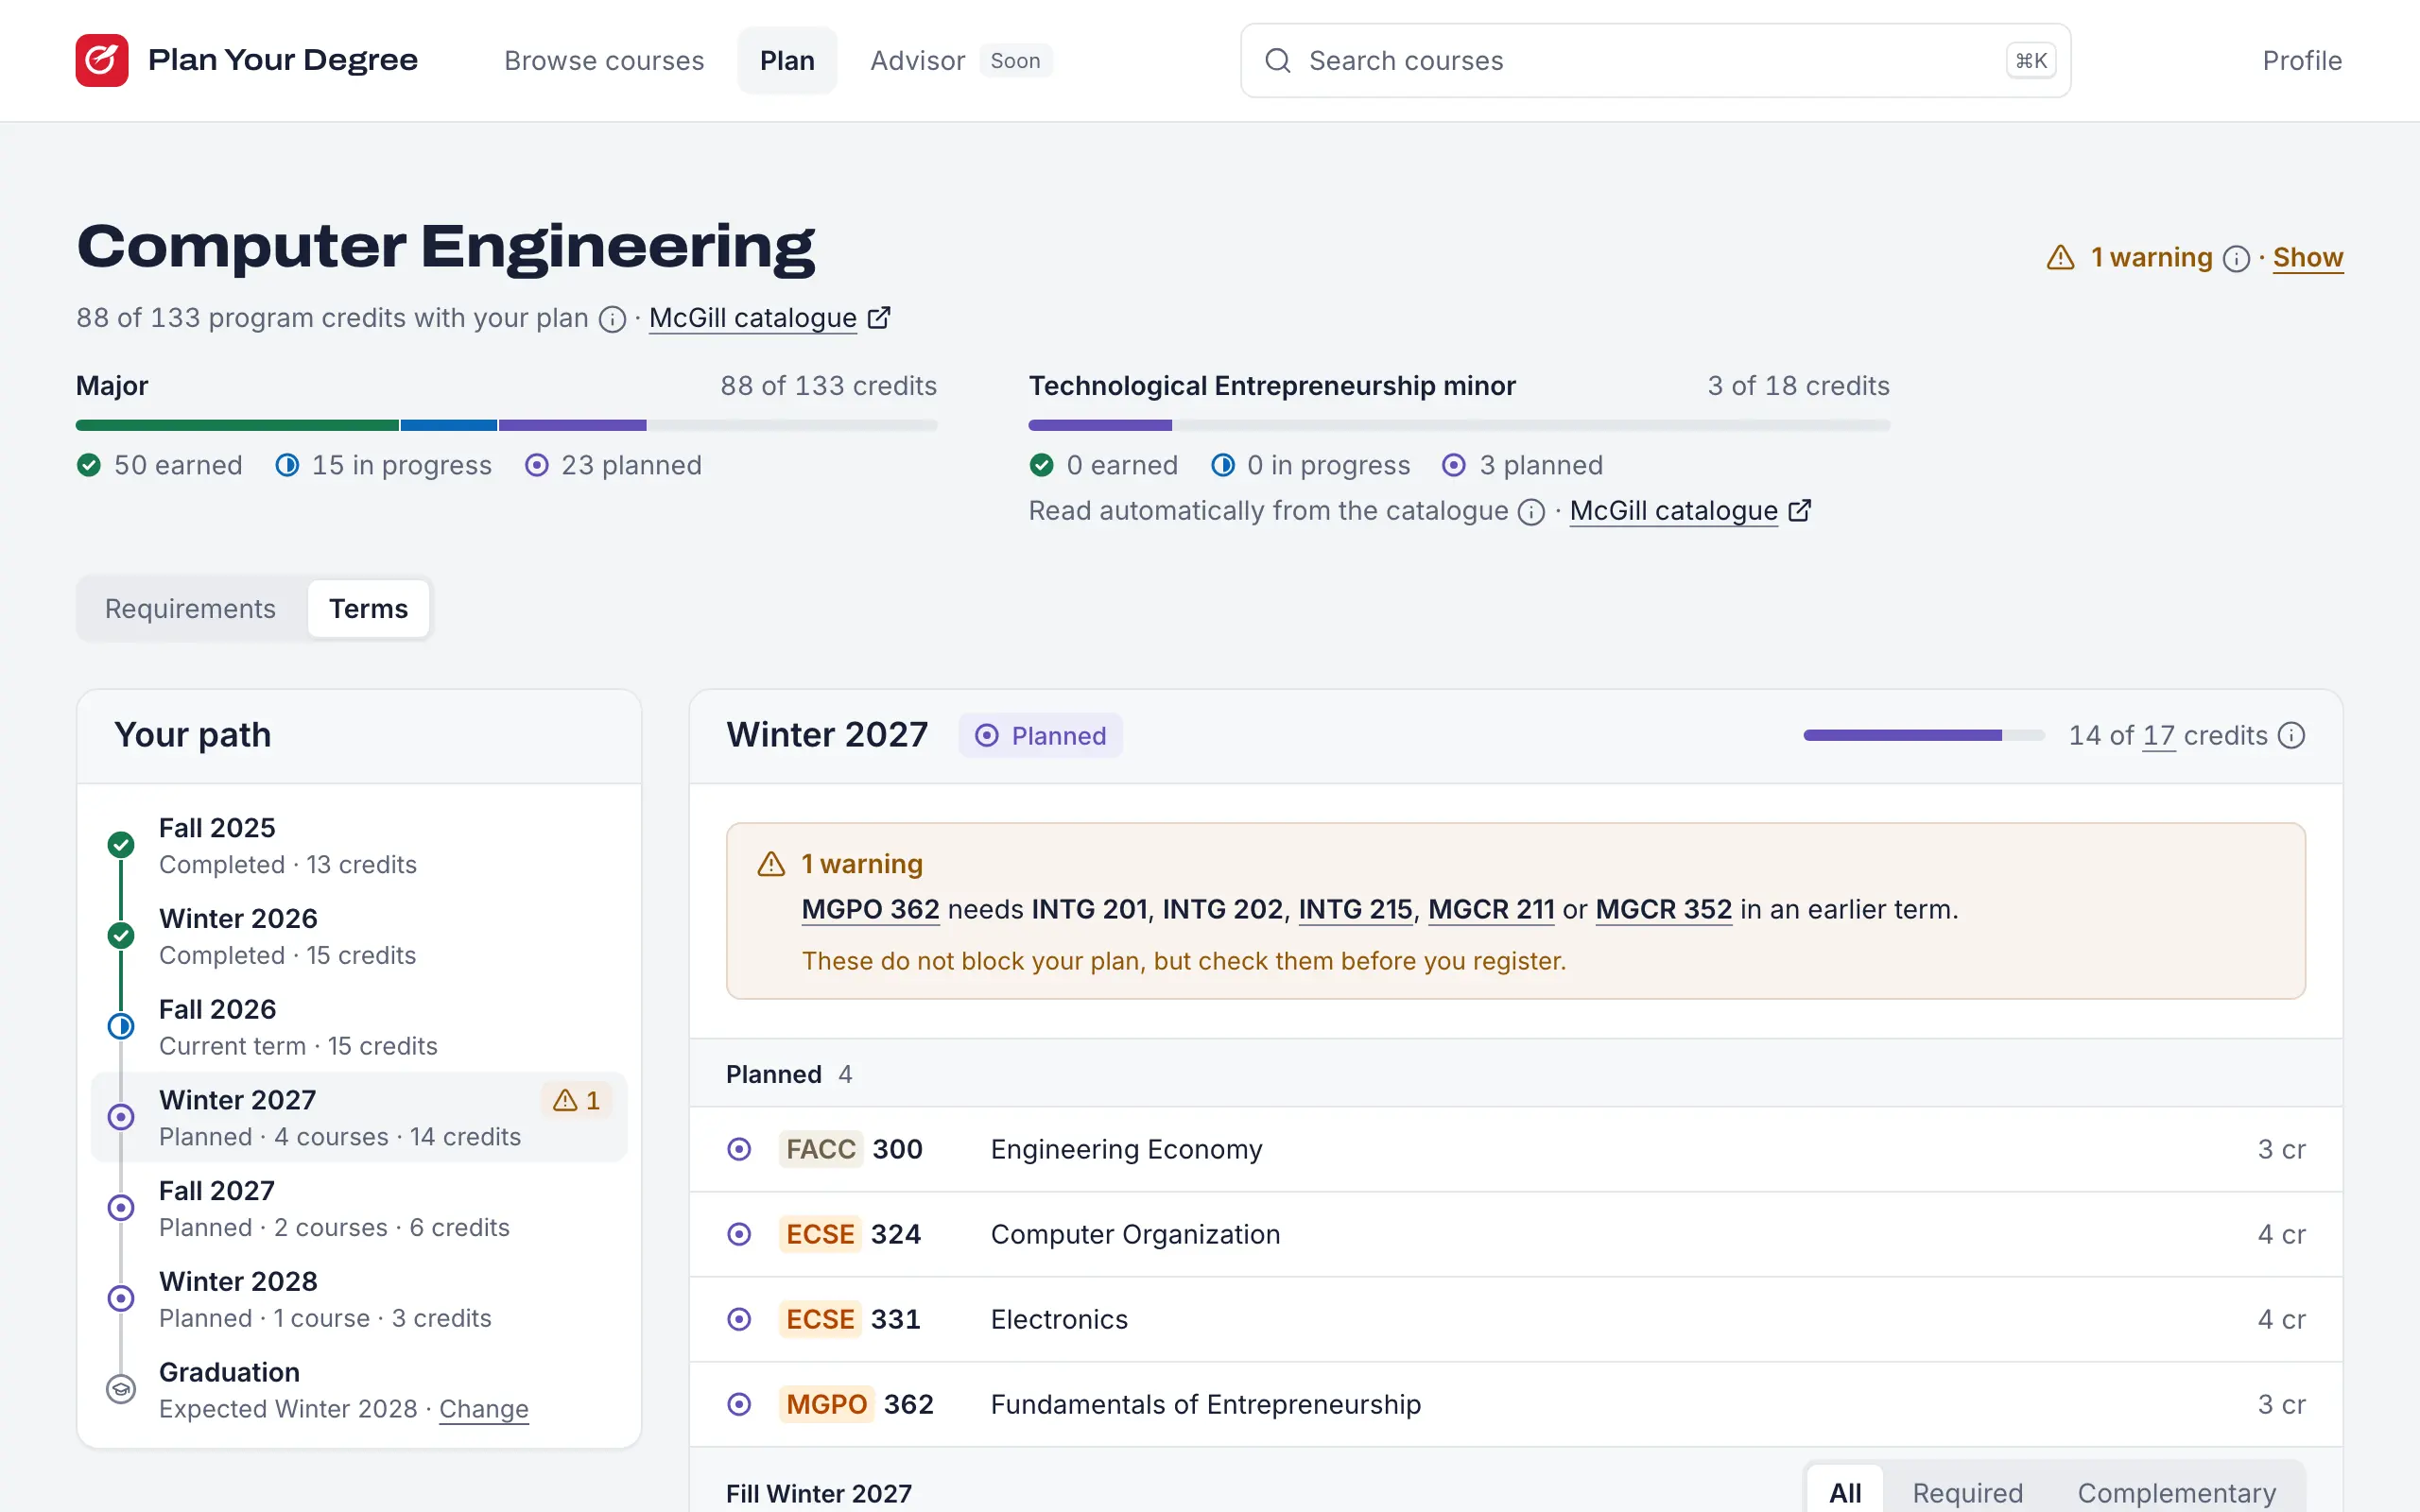 Plan Your Degree
Browse courses
Plan
Advisor Soon
Search courses
⌘K
Profile
Computer Engineering
1 warning · Show
88 of 133 program credits with your plan · McGill catalogue
Major 88 of 133 credits
50 earned 15 in progress 23 planned
Technological Entrepreneurship minor 3 of 18 credits
0 earned 0 in progress 3 planned
Read automatically from the catalogue · McGill catalogue
Requirements Terms
Your path
Fall 2025
Completed · 13 credits
Winter 2026
Completed · 15 credits
Fall 2026
Current term · 15 credits
Winter 2027 1
Planned · 4 courses · 14 credits
Fall 2027
Planned · 2 courses · 6 credits
Winter 2028
Planned · 1 course · 3 credits
Graduation
Expected Winter 2028 · Change
Winter 2027 Planned 14 of 17 credits
1 warning
MGPO 362 needs INTG 201, INTG 202, INTG 215, MGCR 211 or MGCR 352 in an earlier term.
These do not block your plan, but check them before you register.
Planned 4
FACC 300 Engineering Economy 3 cr
ECSE 324 Computer Organization 4 cr
ECSE 331 Electronics 4 cr
MGPO 362 Fundamentals of Entrepreneurship 3 cr
Fill Winter 2027 All Required Complementary